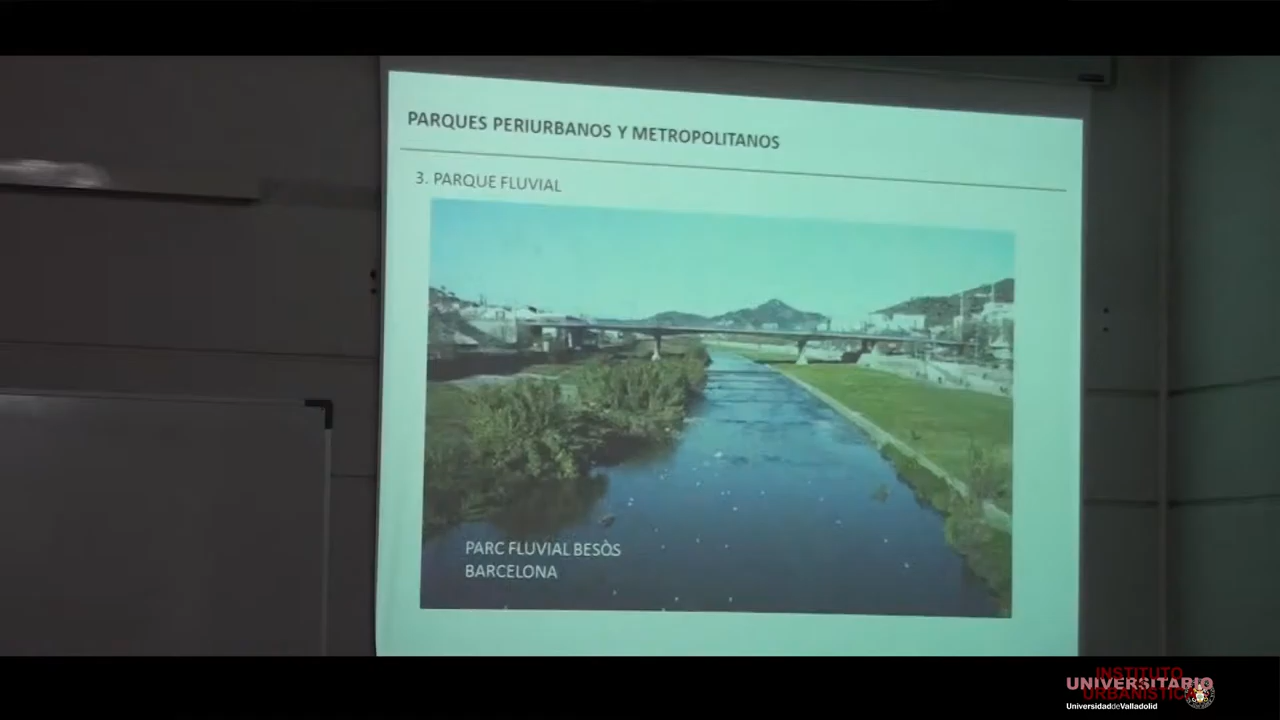 PARQUES PERIURBANOS Y METROPOLITANOS
3. PARQUE FLUVIAL
PARC FLUVIAL BESÒS
BARCELONA
INSTITUTO
UNIVERSITARIO
URBANÍSTICA
UniversidaddeValladolid